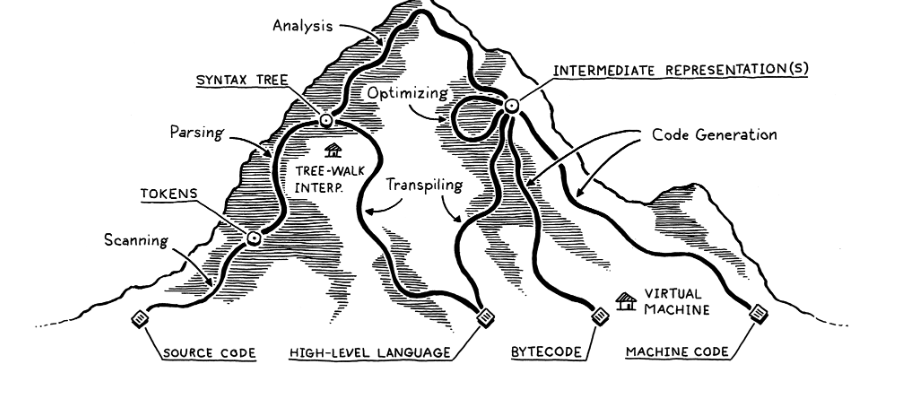 Analysis
INTERMEDIATE REPRESENTATION(S)
SYNTAX TREE
Optimizing
Parsing
Code Generation
TREE-WALK
INTERP.
Transpiling
TOKENS
Scanning
VIRTUAL
MACHINE
SOURCE CODE
HIGH-LEVEL LANGUAGE
BYTECODE
MACHINE CODE